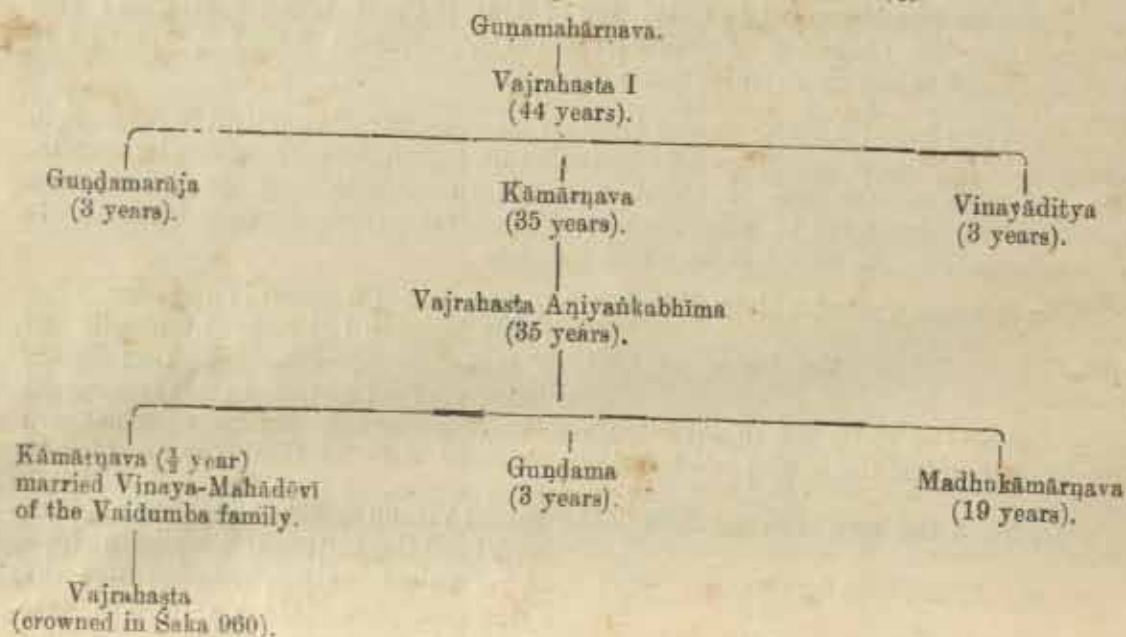 Guṇamahārṇava.
Vajrahasta I
(44 years).
Guṇḍamarāja
(3 years).
Kāmārṇava
(35 years).
Vinayāditya
(3 years).
Vajrahasta Aṇiyaṅkabhīma
(35 years).
Kāmārṇava (½ year)
married Vinaya-Mahādēvī
of the Vaidumba family.
Guṇḍama
(3 years).
Madhukāmārṇava
(19 years).
Vajrahasta
(crowned in Śaka 960).